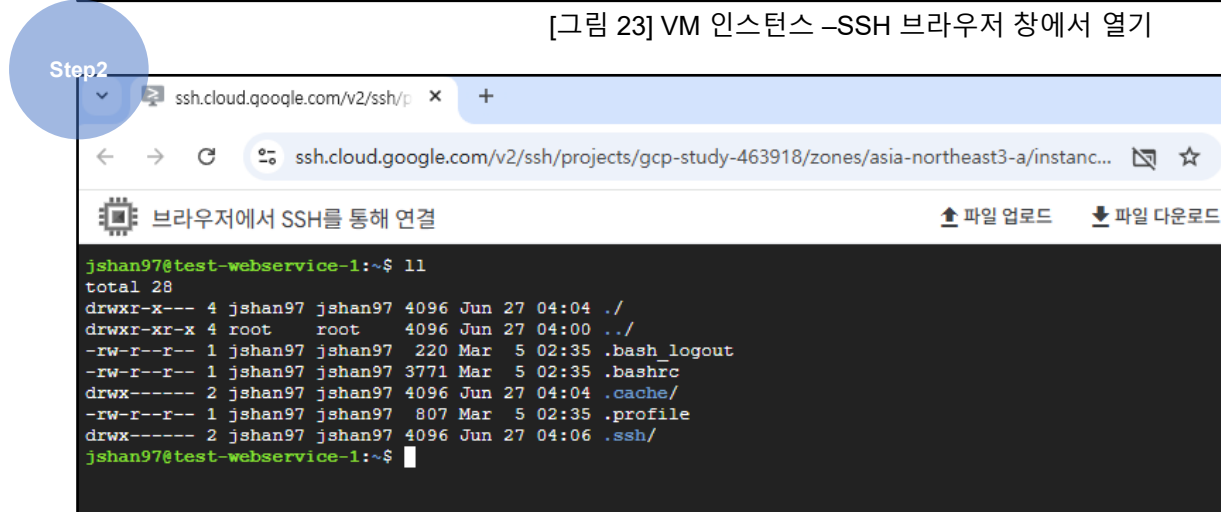 [그림 23] VM 인스턴스 –SSH 브라우저 창에서 열기
Step2
ssh.cloud.google.com/v2/ssh/p
ssh.cloud.google.com/v2/ssh/projects/gcp-study-463918/zones/asia-northeast3-a/instanc...
브라우저에서 SSH를 통해 연결
파일 업로드
파일 다운로드
jshan97@test-webservice-1:~$ ll
total 28
drwxr-x--- 4 jshan97 jshan97 4096 Jun 27 04:04 ./
drwxr-xr-x 4 root    root    4096 Jun 27 04:00 ../
-rw-r--r-- 1 jshan97 jshan97  220 Mar  5 02:35 .bash_logout
-rw-r--r-- 1 jshan97 jshan97 3771 Mar  5 02:35 .bashrc
drwx------ 2 jshan97 jshan97 4096 Jun 27 04:04 .cache/
-rw-r--r-- 1 jshan97 jshan97  807 Mar  5 02:35 .profile
drwx------ 2 jshan97 jshan97 4096 Jun 27 04:06 .ssh/
jshan97@test-webservice-1:~$